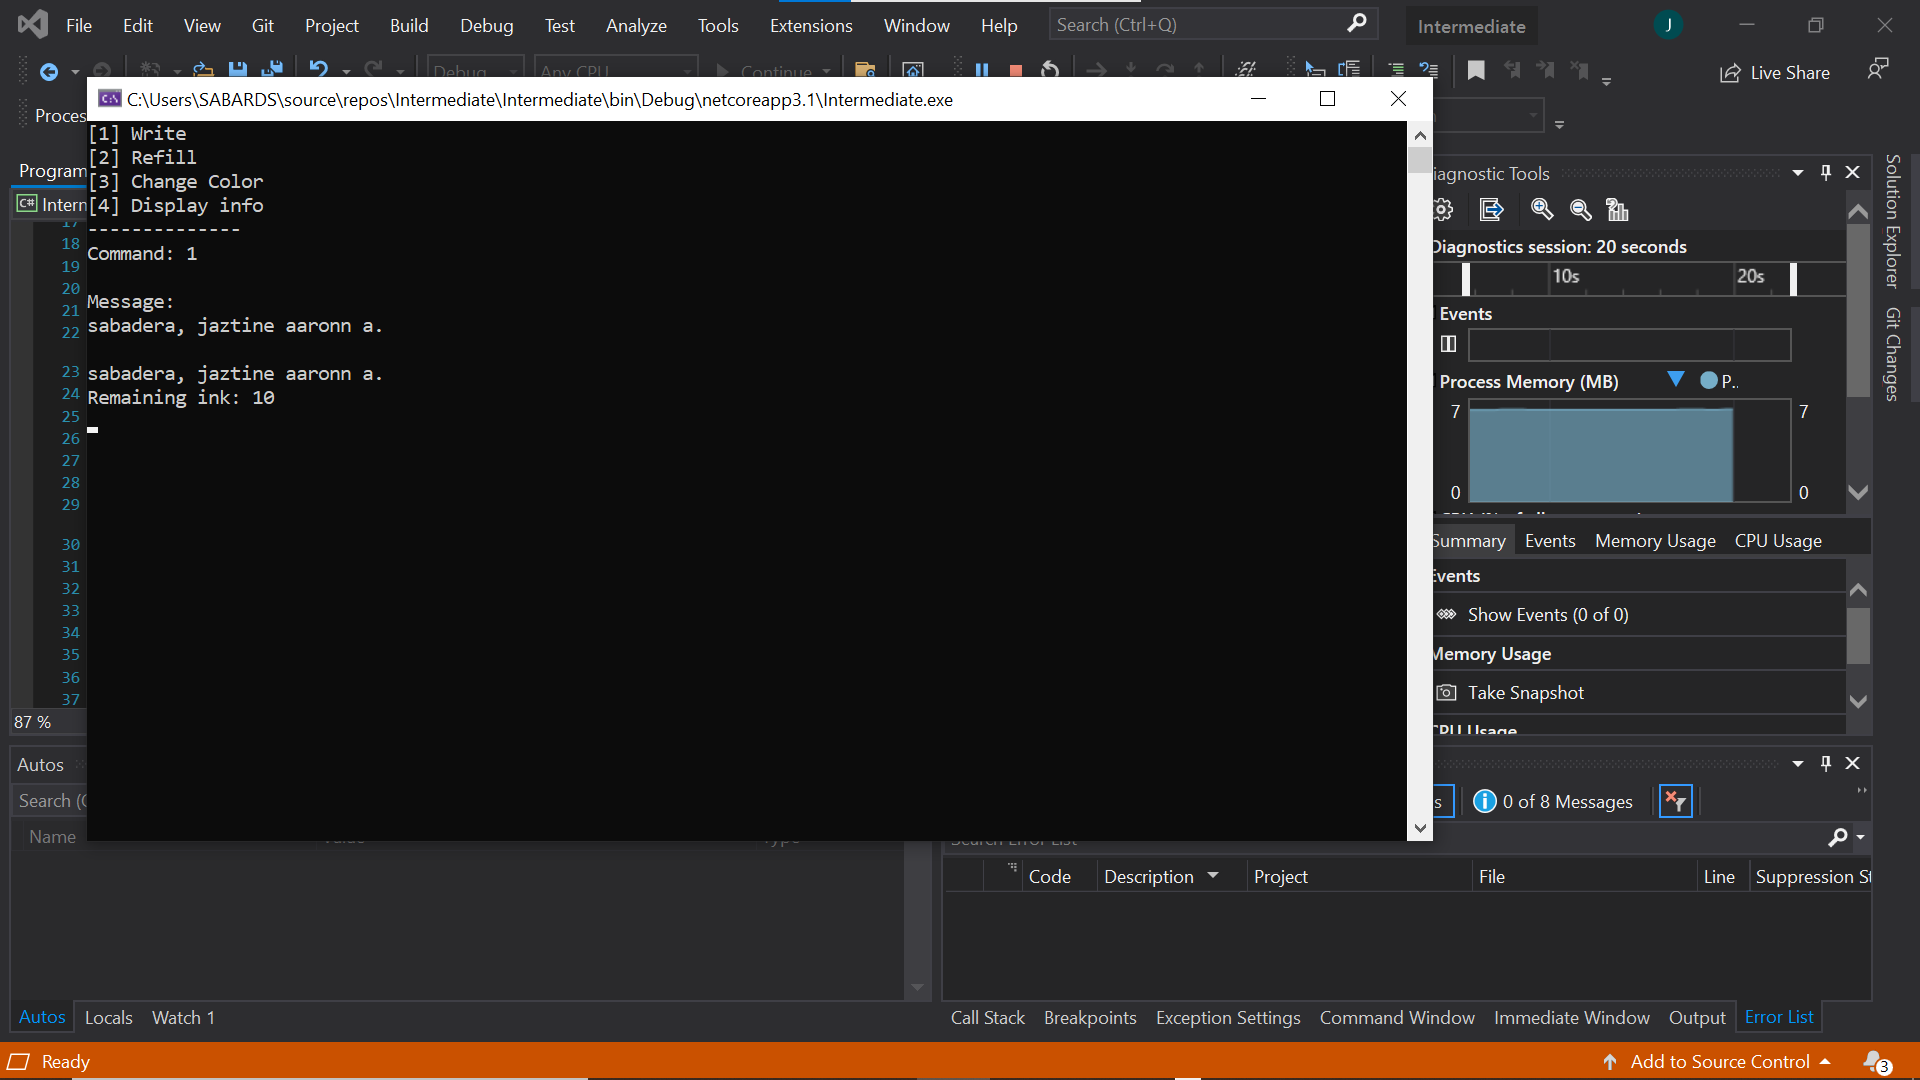 File Edit View Git Project Build Debug Test Analyze Tools Extensions Window Help Search (Ctrl+Q) Intermediate J
Debug Any CPU Continue Live Share
Proces
C:\Users\SABARDS\source\repos\Intermediate\Intermediate\bin\Debug\netcoreapp3.1\Intermediate.exe
[1] Write
[2] Refill
[3] Change Color
[4] Display info
--------------
Command: 1
Message:
sabadera, jaztine aaronn a.
sabadera, jaztine aaronn a.
Remaining ink: 10
Program
C# Intern
17
18
19
20
21
22
23
24
25
26
27
28
29
30
31
32
33
34
35
36
37
87 %
iagnostic Tools
Diagnostics session: 20 seconds
10s 20s
Events
Process Memory (MB) P..
7 7
0 0
Summary Events Memory Usage CPU Usage
Events
Show Events (0 of 0)
Memory Usage
Take Snapshot
CPU Usage
Solution Explorer
Git Changes
Autos
Search (C
Name Value Type
Autos Locals Watch 1
s 0 of 8 Messages
Search Error List
Code Description Project File Line Suppression St
Call Stack Breakpoints Exception Settings Command Window Immediate Window Output Error List
Ready Add to Source Control 3